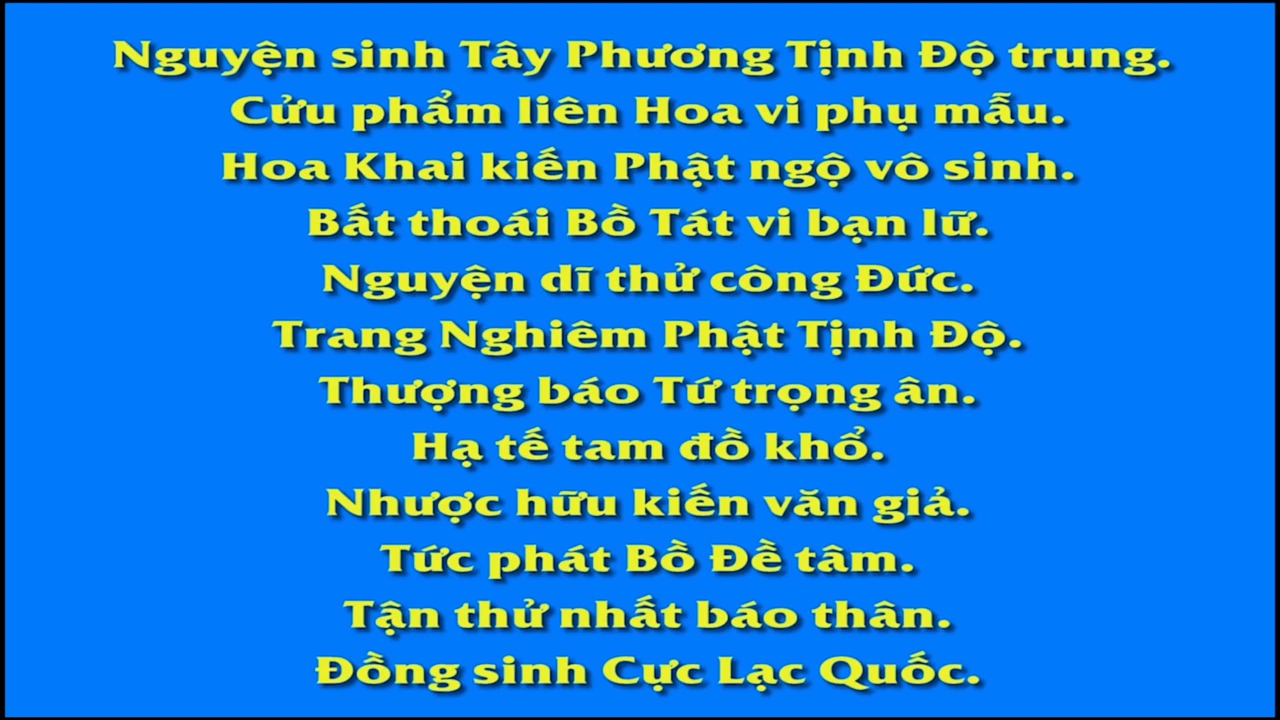 Nguyện sinh Tây Phương Tịnh Độ trung.
Cửu phẩm liên Hoa vi phụ mẫu.
Hoa Khai kiến Phật ngộ vô sinh.
Bất thoái Bồ Tát vi bạn lữ.
Nguyện dĩ thử công Đức.
Trang Nghiêm Phật Tịnh Độ.
Thượng báo Tứ trọng ân.
Hạ tế tam đồ khổ.
Nhược hữu kiến văn giả.
Tức phát Bồ Đề tâm.
Tận thử nhất báo thân.
Đồng sinh Cực Lạc Quốc.